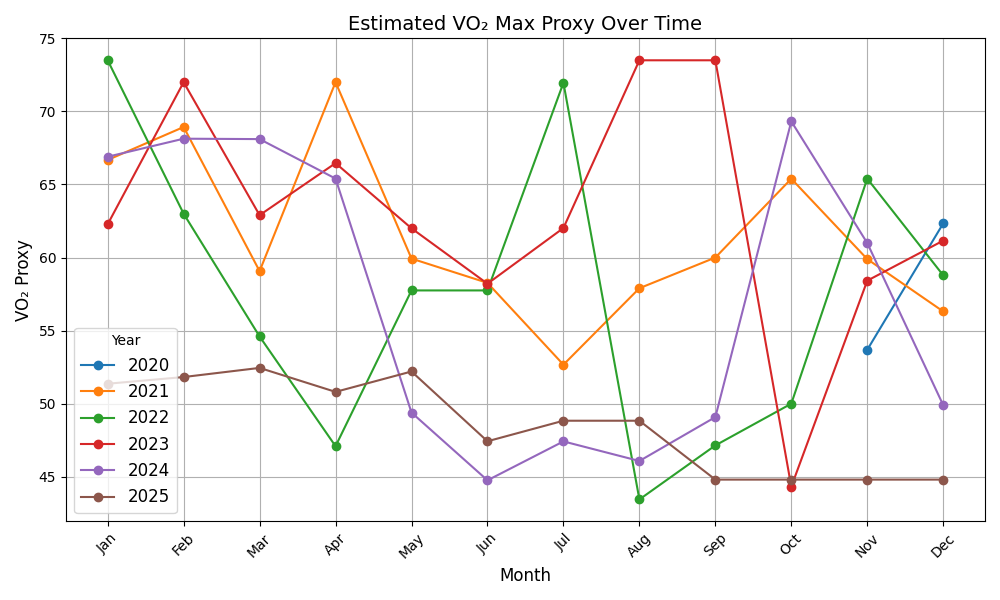 Estimated VO₂ Max Proxy Over Time
VO₂ Proxy
75
70
65
60
55
50
45
Year
2020
2021
2022
2023
2024
2025
Jan
Feb
Mar
Apr
May
Jun
Jul
Aug
Sep
Oct
Nov
Dec
Month